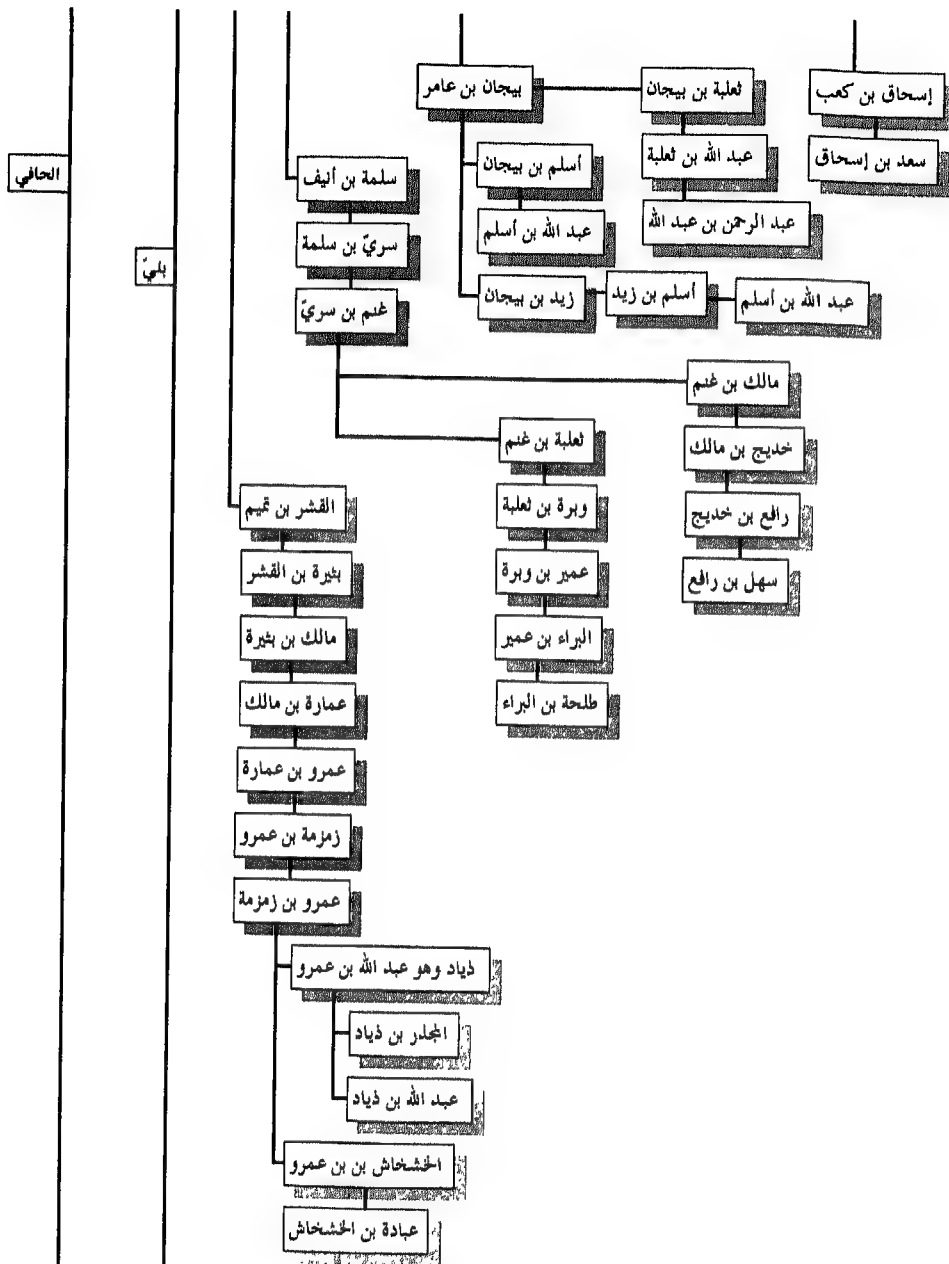 إسحاق بن كعب
سعد بن إسحاق
بيجان بن عامر
ثعلبة بن بيجان
عبد الله بن ثعلبة
عبد الرحمن بن عبد الله
أسلم بن بيجان
عبد الله بن أسلم
زيد بن بيجان
أسلم بن زيد
عبد الله بن أسلم
سلمة بن أنيف
سريّ بن سلمة
غنم بن سريّ
مالك بن غنم
خديج بن مالك
رافع بن خديج
سهل بن رافع
ثعلبة بن غنم
وبرة بن ثعلبة
عمير بن وبرة
البراء بن عمير
طلحة بن البراء
القشر بن تميم
بثيرة بن القشر
مالك بن بثيرة
عمارة بن مالك
عمرو بن عمارة
زمزمة بن عمرو
عمرو بن زمزمة
ذياد وهو عبد الله بن عمرو
المجذر بن ذياد
عبد الله بن ذياد
الخشخاش بن بن عمرو
عبادة بن الخشخاش
بليّ
الحافي